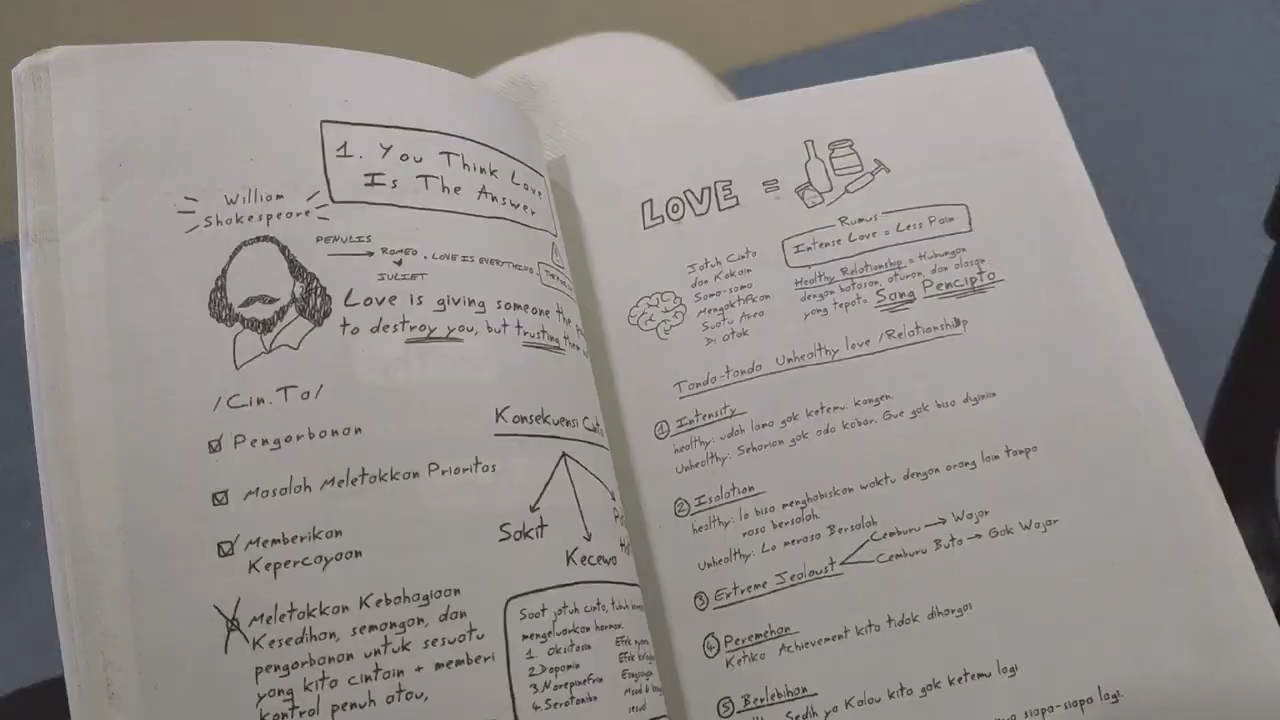 1. You Think Love
Is The Answer
William
Shakespeare
PENULIS
ROMEO
JULIET
. LOVE IS EVERYTHING.
Love is giving someone the
to destroy you, but trusting
/Cin.Ta/
Pengorbanan
Masalah Meletakkan Prioritas
Memberikan
Kepercayaan
Meletakkan Kebahagiaan
Kesedihan, semangan, dan
pengorbanan untuk sesuatu
yang kita cintain + memberi
kontrol penuh atau,
Konsekuensi
Sakit
Kecewa
Saat jatuh cinta, tubuh
mengeluarkan hormon.
1. Oksitosin Efek
2 Dopamin Efek
3. Norepinefrin
4. Serotonin Mood
LOVE =
Rumus
Intense Love = Less Pain
Jatuh Cinta
dan Kokain
Sama-sama
Mengaktifkan
Suatu Area
Di Otak
Healthy Relationship = Hubungan
dengan batasan, aturan, dan alasan
yang tepat = Sang Pencipta
Tanda-tanda Unhealthy love / Relationship
1 Intensity
healthy: udah lama gak ketemu. kangen.
Unhealthy: Seharian gak ada kabar. Gue gak bisa diginiin
2 Isolation
healthy: lo bisa menghabiskan waktu dengan orang lain tanpa
rasa bersalah.
Unhealthy: Lo merasa Bersalah
3 Extreme Jealoust
Cemburu → Wajar
Cemburu Buta → Gak Wajar
4 Peremehan
Ketika Achievement kita tidak dihargai
5 Berlebihan
Sedih ya Kalau kita gak ketemu lagi
siapa-siapa lagi.